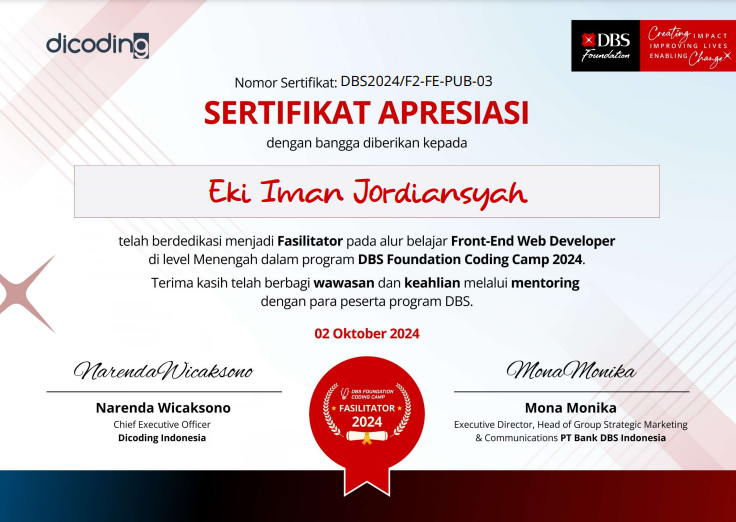 dicoding
DBS
Foundation
Creating IMPACT
IMPROVING LIVES
ENABLING Change
Nomor Sertifikat: DBS2024/F2-FE-PUB-03
SERTIFIKAT APRESIASI
dengan bangga diberikan kepada
Eki Iman Jordiansyah
telah berdedikasi menjadi Fasilitator pada alur belajar Front-End Web Developer
di level Menengah dalam program DBS Foundation Coding Camp 2024.
Terima kasih telah berbagi wawasan dan keahlian melalui mentoring
dengan para peserta program DBS.
02 Oktober 2024
Narenda Wicaksono
Narenda Wicaksono
Chief Executive Officer
Dicoding Indonesia
DBS FOUNDATION
CODING CAMP
FASILITATOR
2024
Mona Monika
Mona Monika
Executive Director, Head of Group Strategic Marketing
& Communications PT Bank DBS Indonesia